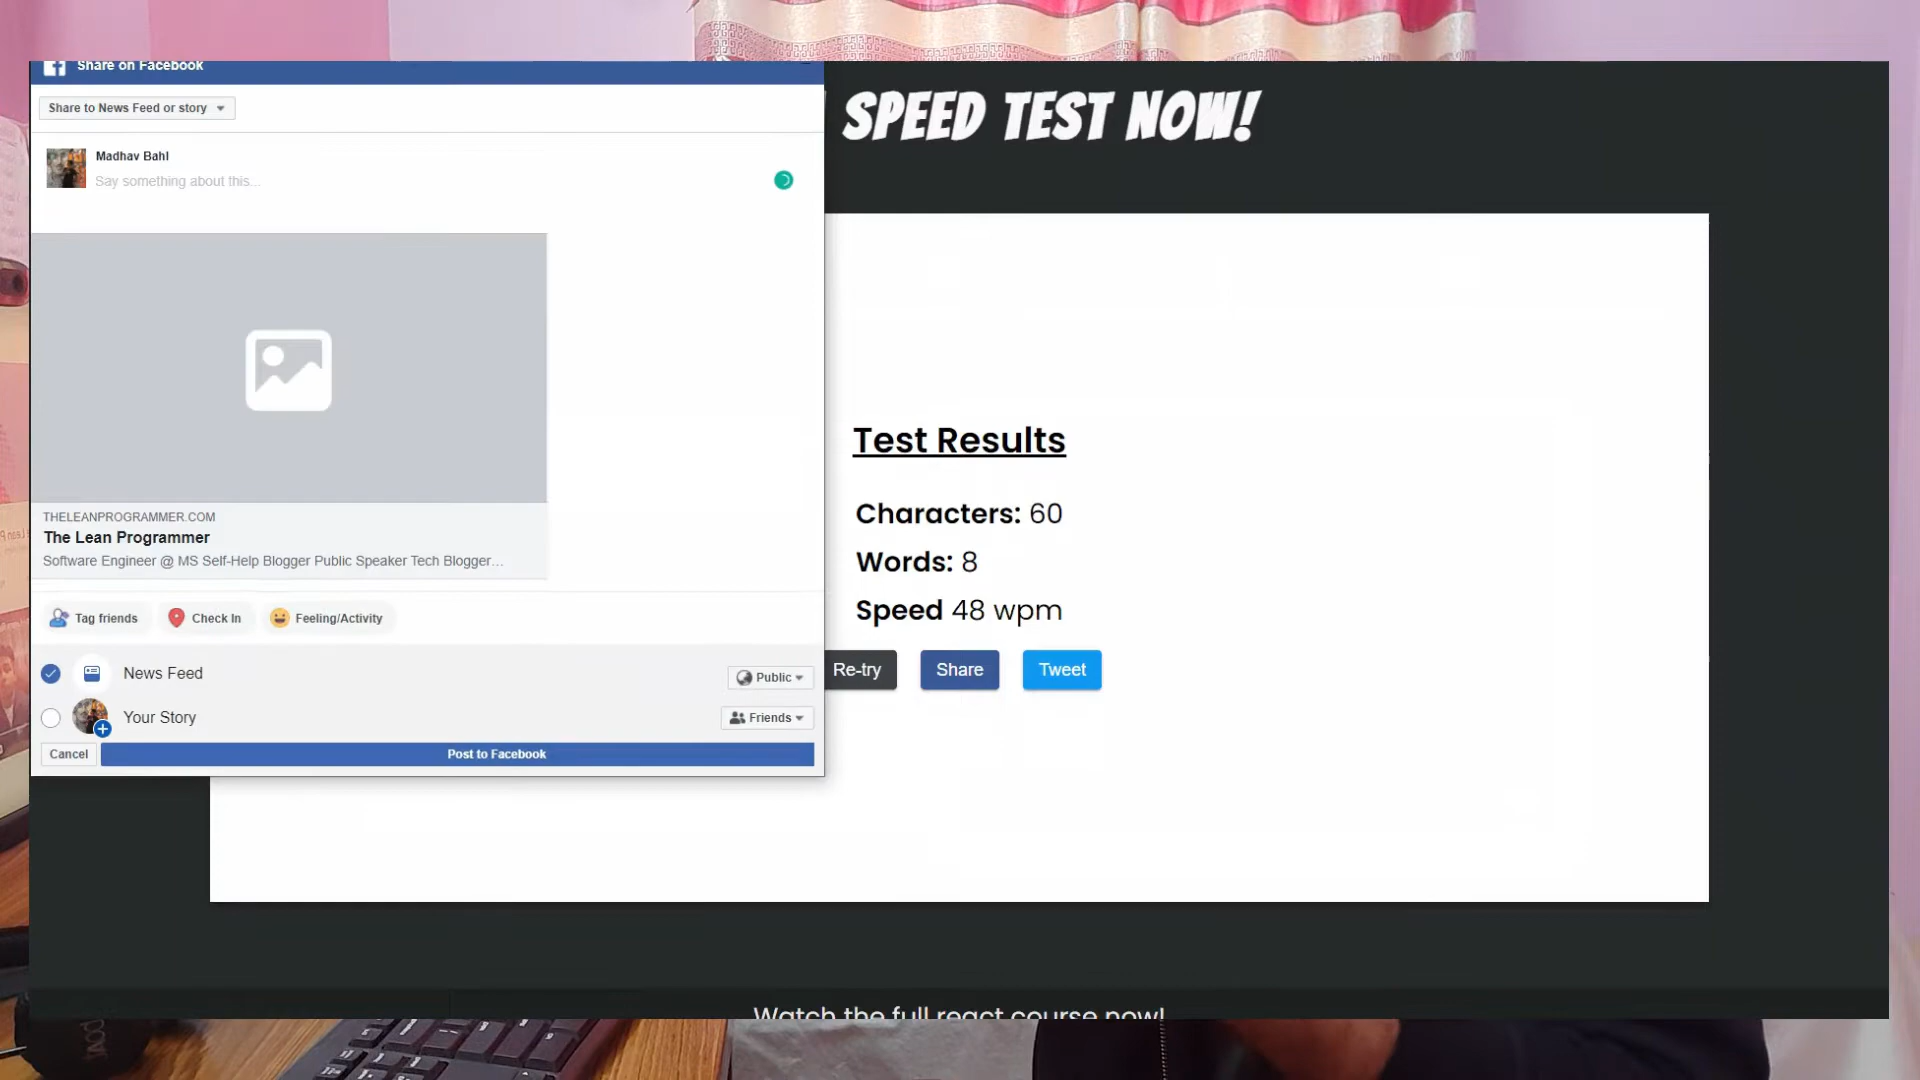 Share on Facebook
Share to News Feed or story
Madhav Bahl
Say something about this...
THELEANPROGRAMMER.COM
The Lean Programmer
Software Engineer @ MS Self-Help Blogger Public Speaker Tech Blogger...
Tag friends
Check In
Feeling/Activity
News Feed
Public
Your Story
Friends
Cancel
Post to Facebook
SPEED TEST NOW!
Test Results
Characters: 60
Words: 8
Speed 48 wpm
Re-try
Share
Tweet
Watch the full react course now!